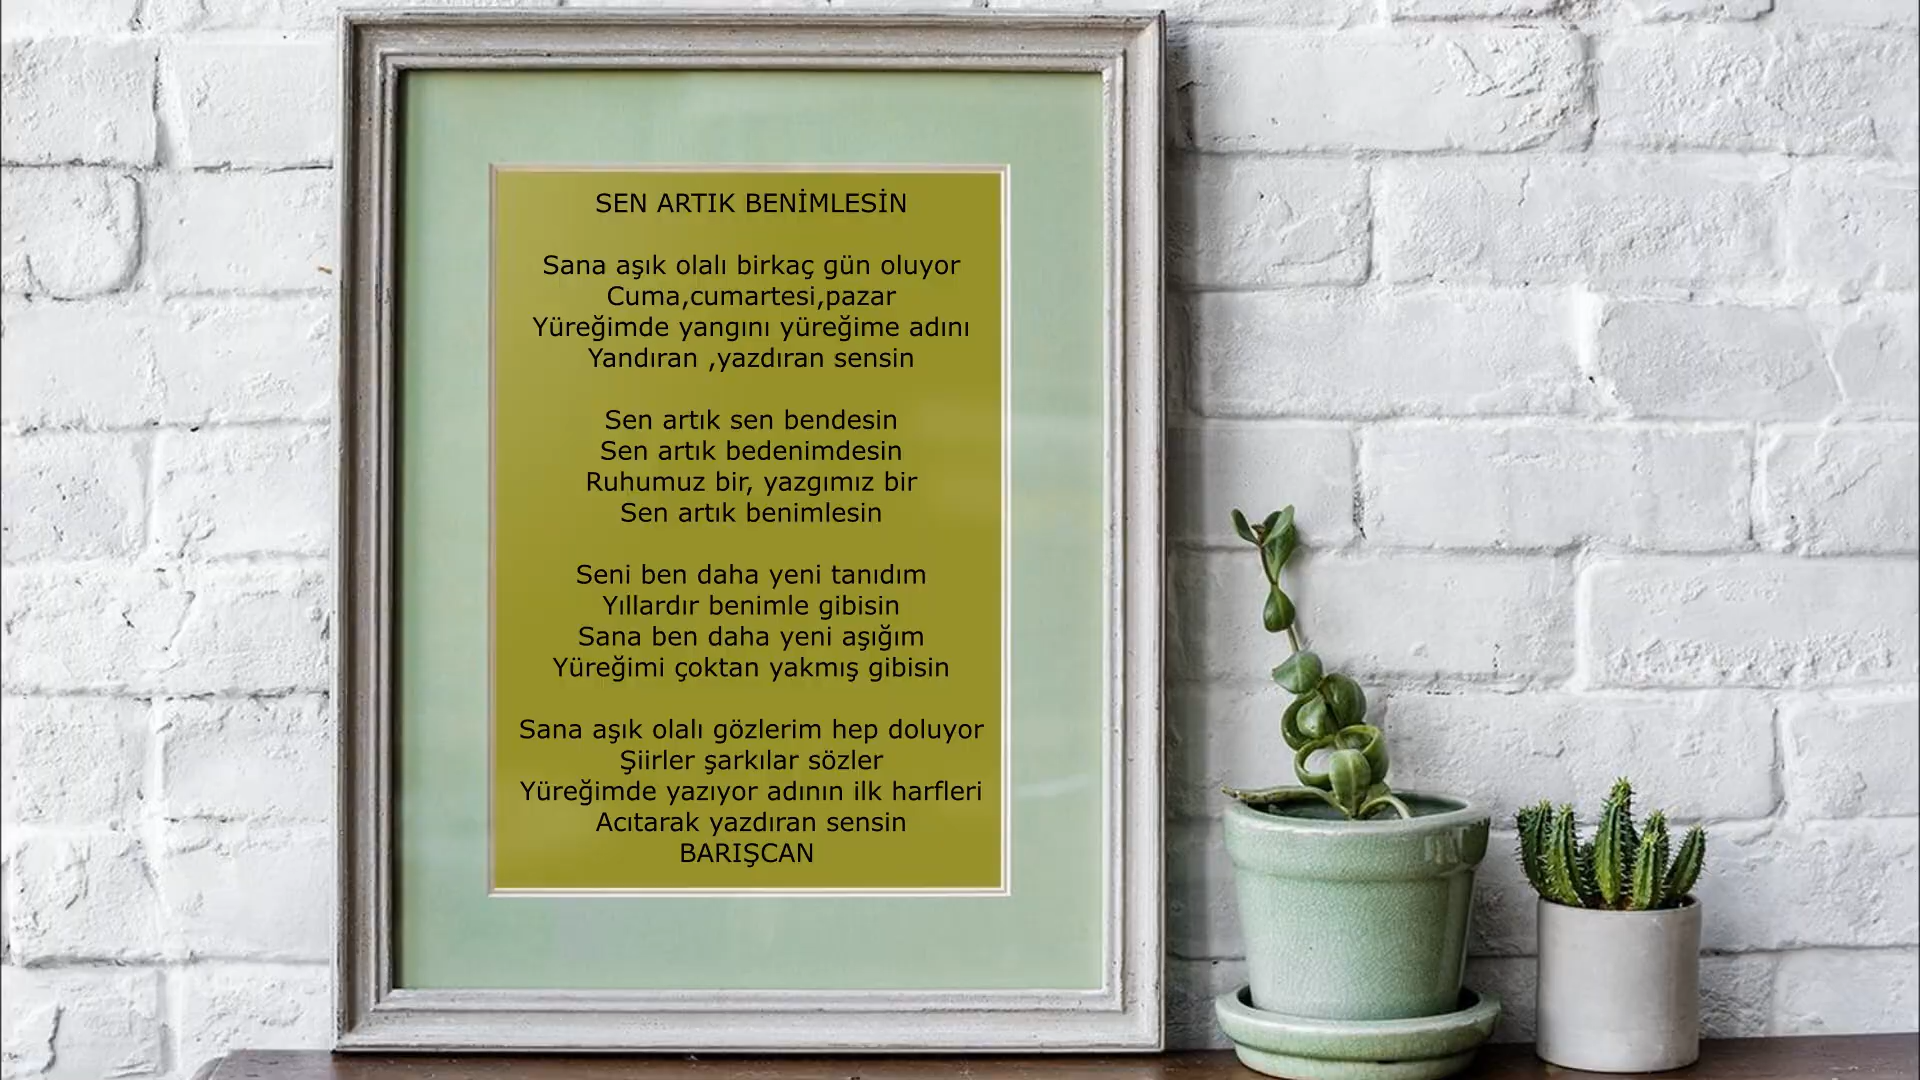 SEN ARTIK BENİMLESİN
Sana aşık olalı birkaç gün oluyor
Cuma,cumartesi,pazar
Yüreğimde yangını yüreğime adını
Yandıran ,yazdıran sensin
Sen artık sen bendesin
Sen artık bedenimdesin
Ruhumuz bir, yazgımız bir
Sen artık benimlesin
Seni ben daha yeni tanıdım
Yıllardır benimle gibisin
Sana ben daha yeni aşığım
Yüreğimi çoktan yakmış gibisin
Sana aşık olalı gözlerim hep doluyor
Şiirler şarkılar sözler
Yüreğimde yazıyor adının ilk harfleri
Acıtarak yazdıran sensin
BARIŞCAN